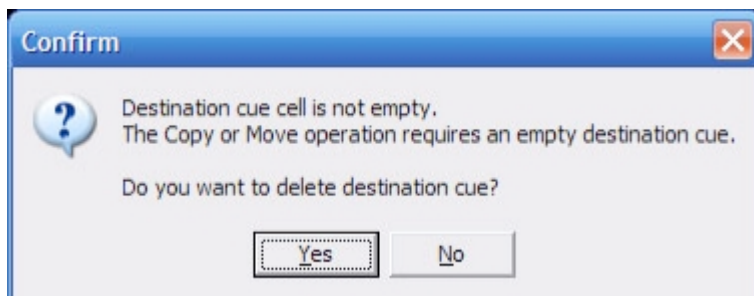 Confirm
Destination cue cell is not empty.
The Copy or Move operation requires an empty destination cue.
Do you want to delete destination cue?
Yes No